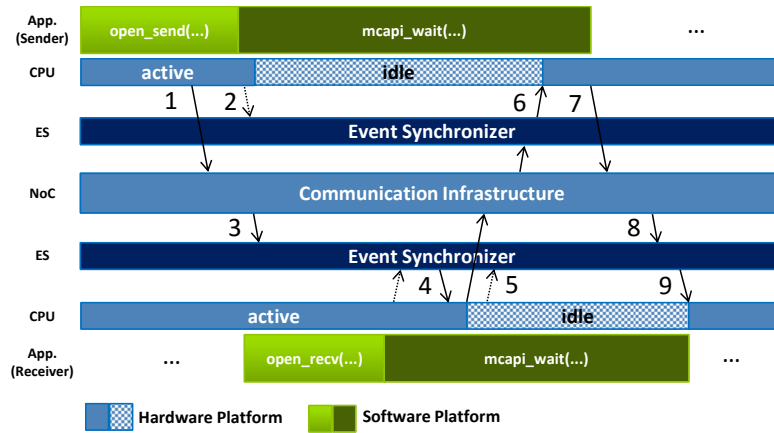 App.
(Sender)
open_send(...)
mcapi_wait(...)
...
CPU
active
idle
1
2
6
7
ES
Event Synchronizer
NoC
Communication Infrastructure
3
8
ES
Event Synchronizer
4
5
9
CPU
active
idle
App.
(Receiver)
...
open_recv(...)
mcapi_wait(...)
...
Hardware Platform
Software Platform